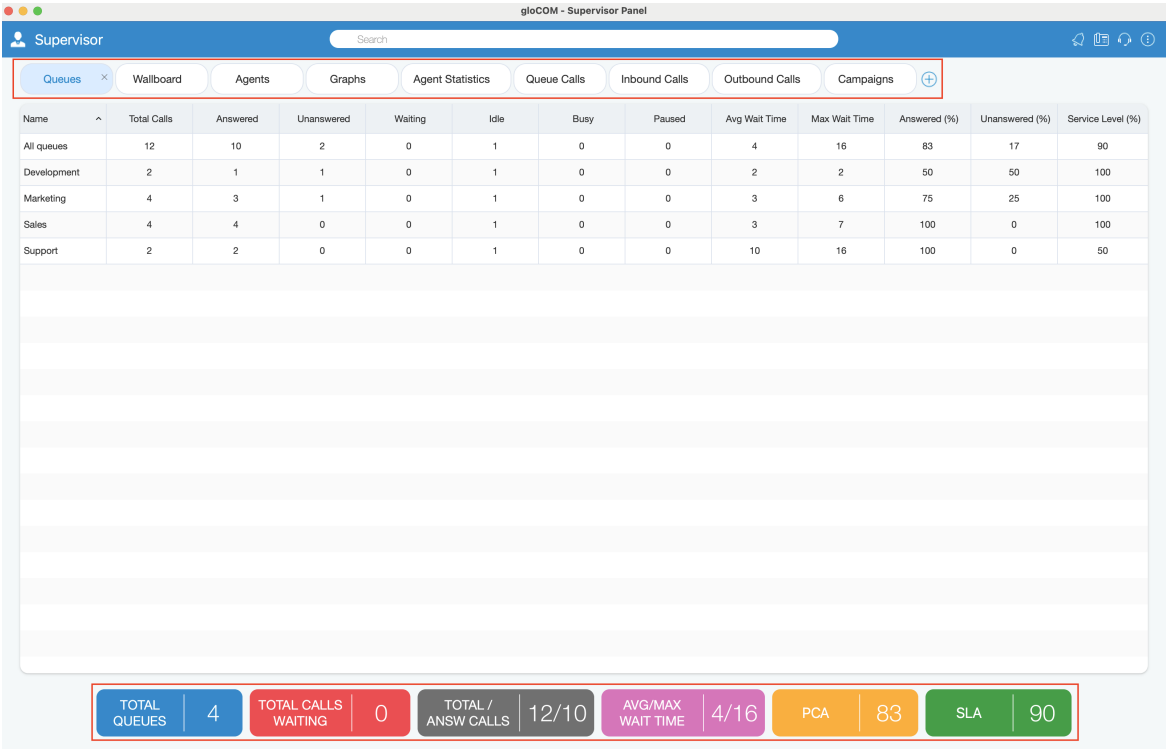 gloCOM - Supervisor Panel
Supervisor
Search
Queues × Wallboard Agents Graphs Agent Statistics Queue Calls Inbound Calls Outbound Calls Campaigns
Name Total Calls Answered Unanswered Waiting Idle Busy Paused Avg Wait Time Max Wait Time Answered (%) Unanswered (%) Service Level (%)
All queues 12 10 2 0 1 0 0 4 16 83 17 90
Development 2 1 1 0 1 0 0 2 2 50 50 100
Marketing 4 3 1 0 1 0 0 3 6 75 25 100
Sales 4 4 0 0 1 0 0 3 7 100 0 100
Support 2 2 0 0 1 0 0 10 16 100 0 50
TOTAL
QUEUES
4
TOTAL CALLS
WAITING
0
TOTAL /
ANSW CALLS
12/10
AVG/MAX
WAIT TIME
4/16
PCA
83
SLA
90